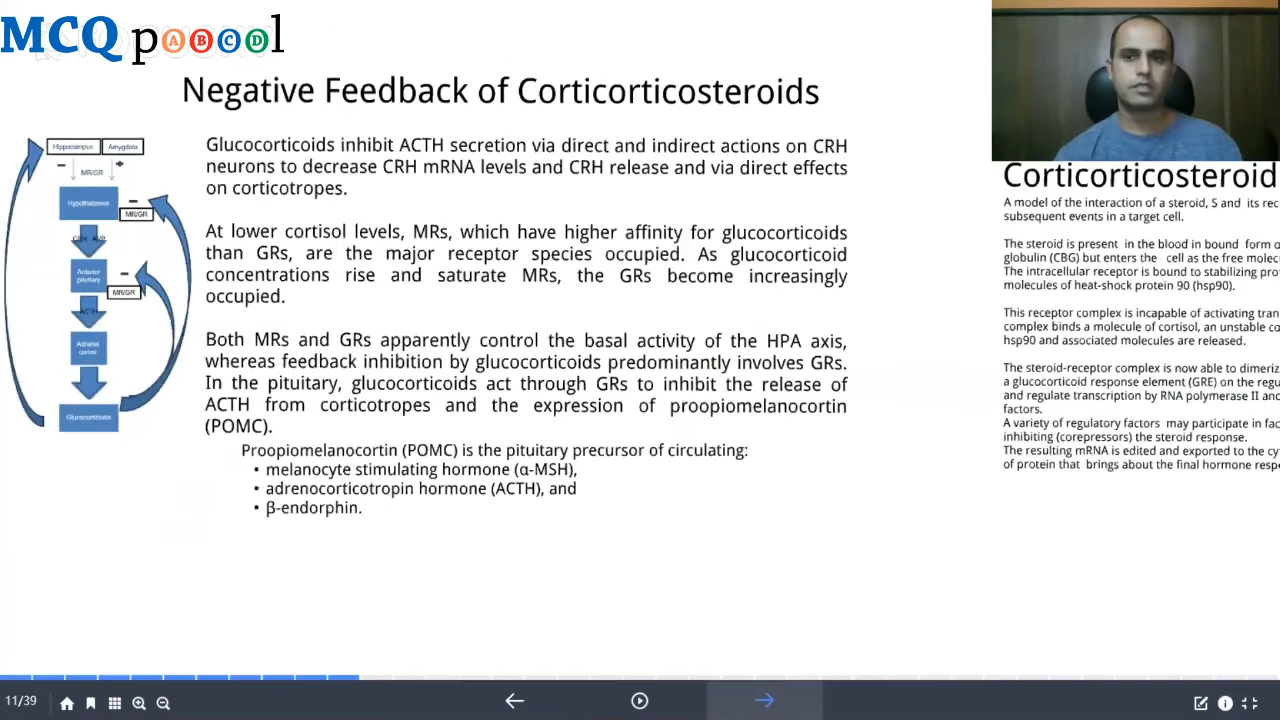 MCQ pABCDl
Negative Feedback of Corticorticosteroids
Hippocampus Amygdala
MR/GR
Hypothalamus
MR/GR
CRH AVP
Anterior
pituitary
MR/GR
ACTH
Adrenal
cortex
Glucocorticoids
Glucocorticoids inhibit ACTH secretion via direct and indirect actions on CRH
neurons to decrease CRH mRNA levels and CRH release and via direct effects
on corticotropes.
At lower cortisol levels, MRs, which have higher affinity for glucocorticoids
than GRs, are the major receptor species occupied. As glucocorticoid
concentrations rise and saturate MRs, the GRs become increasingly
occupied.
Both MRs and GRs apparently control the basal activity of the HPA axis,
whereas feedback inhibition by glucocorticoids predominantly involves GRs.
In the pituitary, glucocorticoids act through GRs to inhibit the release of
ACTH from corticotropes and the expression of proopiomelanocortin
(POMC).
Proopiomelanocortin (POMC) is the pituitary precursor of circulating:
• melanocyte stimulating hormone (α-MSH),
• adrenocorticotropin hormone (ACTH), and
• β-endorphin.
Corticorticosteroid
A model of the interaction of a steroid, S and its rec
subsequent events in a target cell.
The steroid is present in the blood in bound form o
globulin (CBG) but enters the cell as the free molec
The intracellular receptor is bound to stabilizing pro
molecules of heat-shock protein 90 (hsp90).
This receptor complex is incapable of activating tran
complex binds a molecule of cortisol, an unstable co
hsp90 and associated molecules are released.
The steroid-receptor complex is now able to dimeriz
a glucocorticoid response element (GRE) on the regu
and regulate transcription by RNA polymerase II and
factors.
A variety of regulatory factors may participate in fac
inhibiting (corepressors) the steroid response.
The resulting mRNA is edited and exported to the cy
of protein that brings about the final hormone respo
11/39